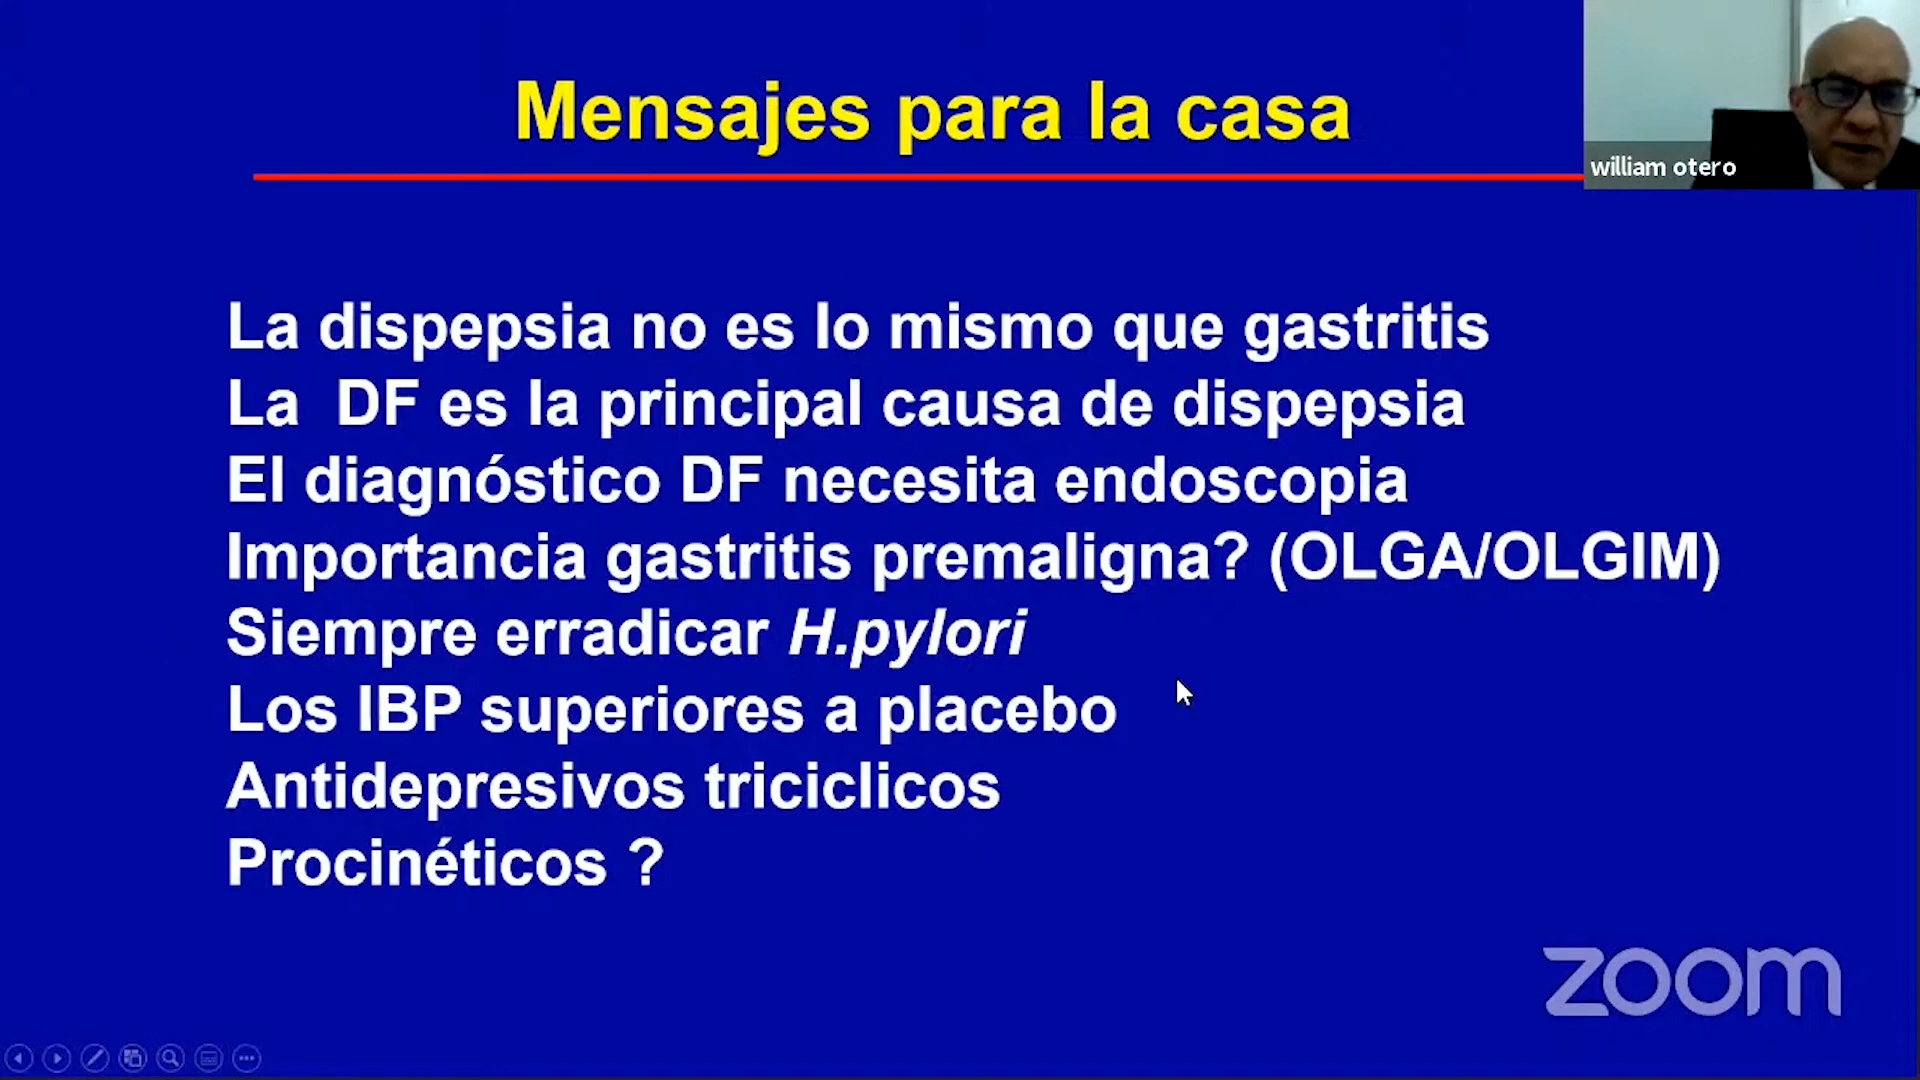 Mensajes para la casa
william otero
La dispepsia no es lo mismo que gastritis
La DF es la principal causa de dispepsia
El diagnóstico DF necesita endoscopia
Importancia gastritis premaligna? (OLGA/OLGIM)
Siempre erradicar H.pylori
Los IBP superiores a placebo
Antidepresivos triciclicos
Procinéticos ?
zoom